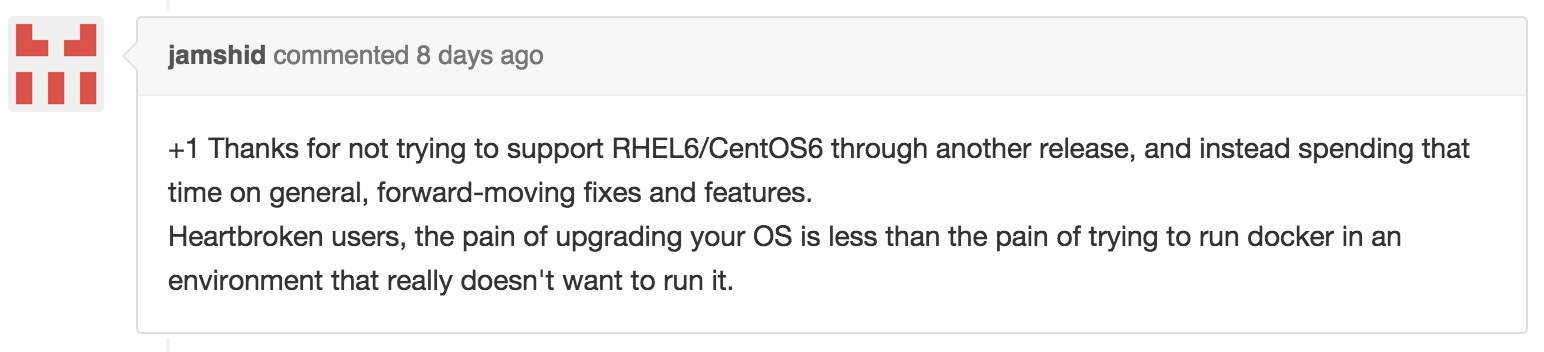 jamshid commented 8 days ago
+1 Thanks for not trying to support RHEL6/CentOS6 through another release, and instead spending that
time on general, forward-moving fixes and features.
Heartbroken users, the pain of upgrading your OS is less than the pain of trying to run docker in an
environment that really doesn't want to run it.